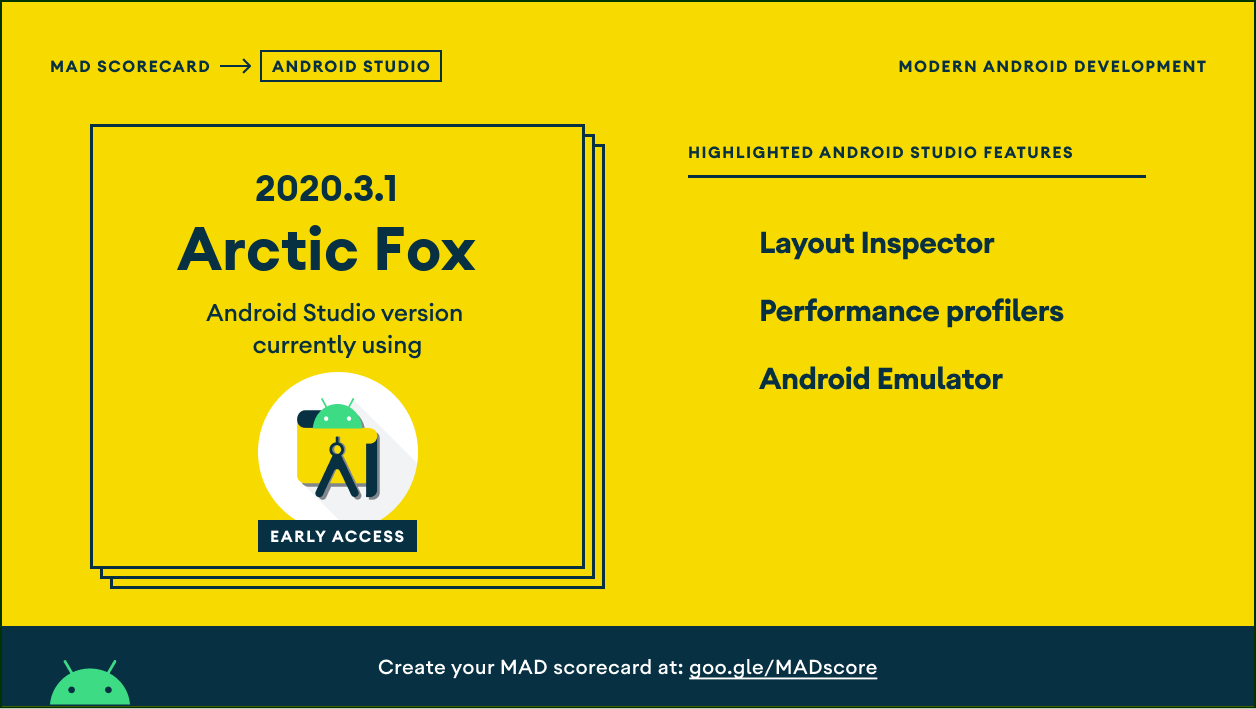 MAD SCORECARD → ANDROID STUDIO
MODERN ANDROID DEVELOPMENT
2020.3.1
Arctic Fox
Android Studio version
currently using
EARLY ACCESS
HIGHLIGHTED ANDROID STUDIO FEATURES
Layout Inspector
Performance profilers
Android Emulator
Create your MAD scorecard at: goo.gle/MADscore